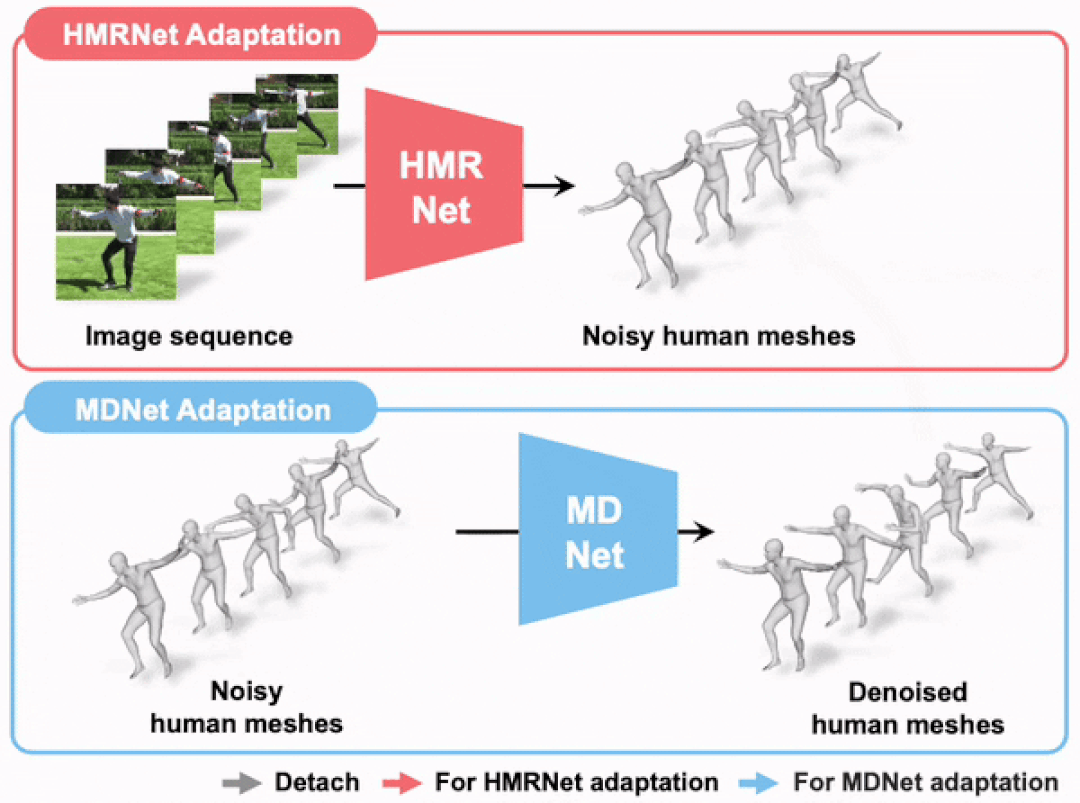 HMRNet Adaptation
HMR
Net
Image sequence
Noisy human meshes
MDNet Adaptation
MD
Net
Noisy
human meshes
Denoised
human meshes
Detach
For HMRNet adaptation
For MDNet adaptation